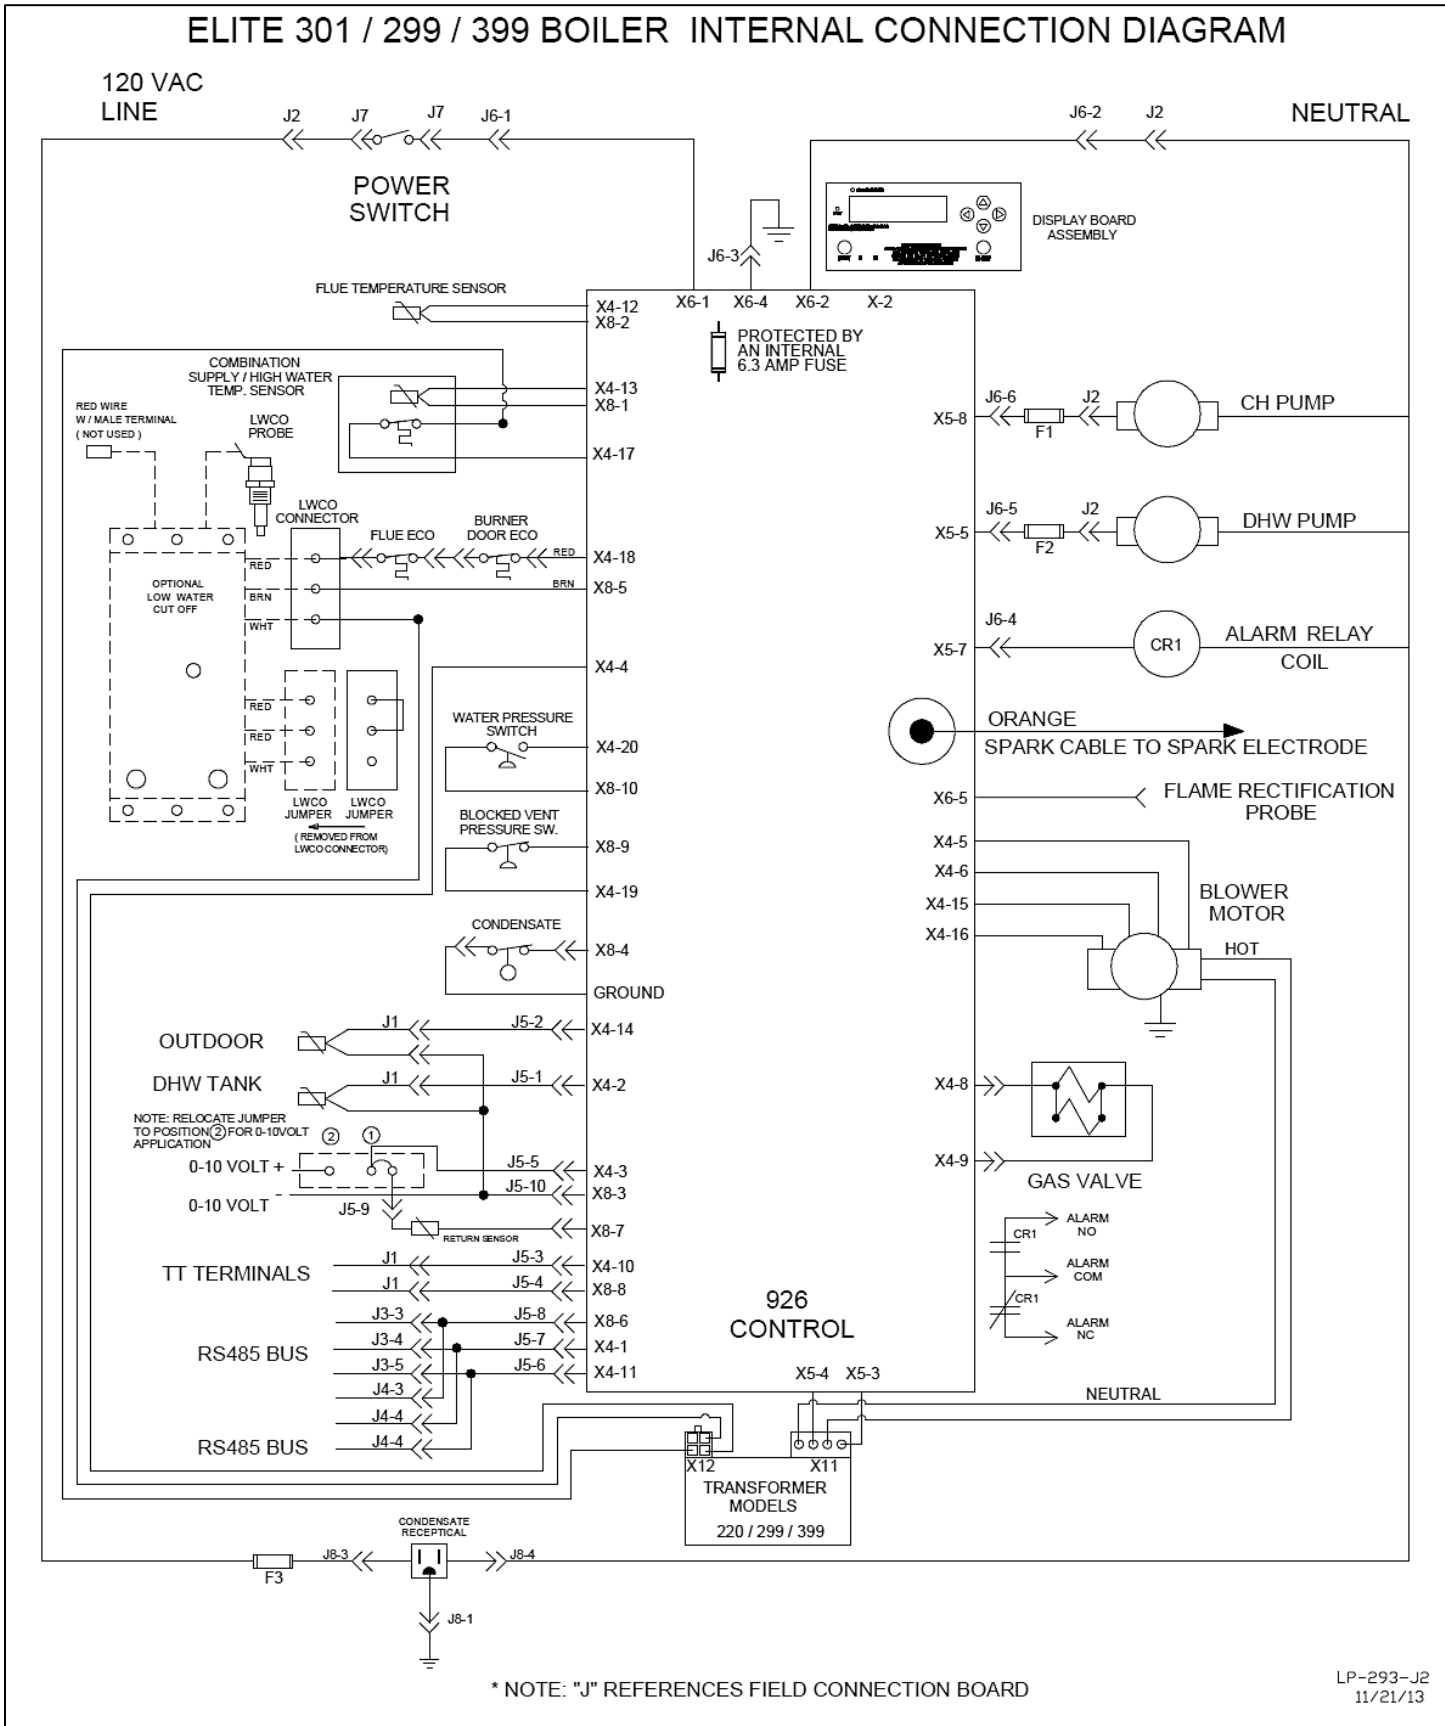 ELITE 301 / 299 / 399 BOILER INTERNAL CONNECTION DIAGRAM
120 VAC
LINE
J2
J7
J7
J6-1
J6-2
J2
NEUTRAL
POWER
SWITCH
DISPLAY BOARD
ASSEMBLY
J6-3
FLUE TEMPERATURE SENSOR
X4-12
X8-2
X6-1
X6-4
X6-2
X-2
PROTECTED BY
AN INTERNAL
6.3 AMP FUSE
COMBINATION
SUPPLY / HIGH WATER
TEMP. SENSOR
X4-13
X8-1
X4-17
RED WIRE
W / MALE TERMINAL
( NOT USED )
LWCO
PROBE
J6-6
J2
CH PUMP
X5-8
F1
LWCO
CONNECTOR
FLUE ECO
BURNER
DOOR ECO
RED
X4-18
BRN
X8-5
J6-5
J2
DHW PUMP
X5-5
F2
OPTIONAL
LOW WATER
CUT OFF
RED
BRN
WHT
J6-4
X5-7
CR1
ALARM RELAY
COIL
X4-4
RED
RED
WHT
LWCO
JUMPER
LWCO
JUMPER
( REMOVED FROM
LWCO CONNECTOR)
WATER PRESSURE
SWITCH
X4-20
X8-10
ORANGE
SPARK CABLE TO SPARK ELECTRODE
X6-5
FLAME RECTIFICATION
PROBE
BLOCKED VENT
PRESSURE SW.
X8-9
X4-19
X4-5
X4-6
X4-15
X4-16
BLOWER
MOTOR
HOT
CONDENSATE
X8-4
GROUND
OUTDOOR
J1
J5-2
X4-14
DHW TANK
J1
J5-1
X4-2
X4-8
X4-9
GAS VALVE
NOTE: RELOCATE JUMPER
TO POSITION ② FOR 0-10VOLT
APPLICATION
②
①
0-10 VOLT +
J5-5
X4-3
0-10 VOLT -
J5-10
X8-3
J5-9
RETURN SENSOR
X8-7
TT TERMINALS
J1
J5-3
X4-10
J1
J5-4
X8-8
CR1
ALARM
NO
ALARM
COM
CR1
ALARM
NC
J3-3
J5-8
X8-6
RS485 BUS
J3-4
J5-7
X4-1
J3-5
J5-6
X4-11
J4-3
J4-4
RS485 BUS
J4-4
926
CONTROL
X5-4
X5-3
NEUTRAL
X12
X11
TRANSFORMER
MODELS
220 / 299 / 399
CONDENSATE
RECEPTICAL
F3
J8-3
J8-4
J8-1
* NOTE: "J" REFERENCES FIELD CONNECTION BOARD
LP-293-J2
11/21/13